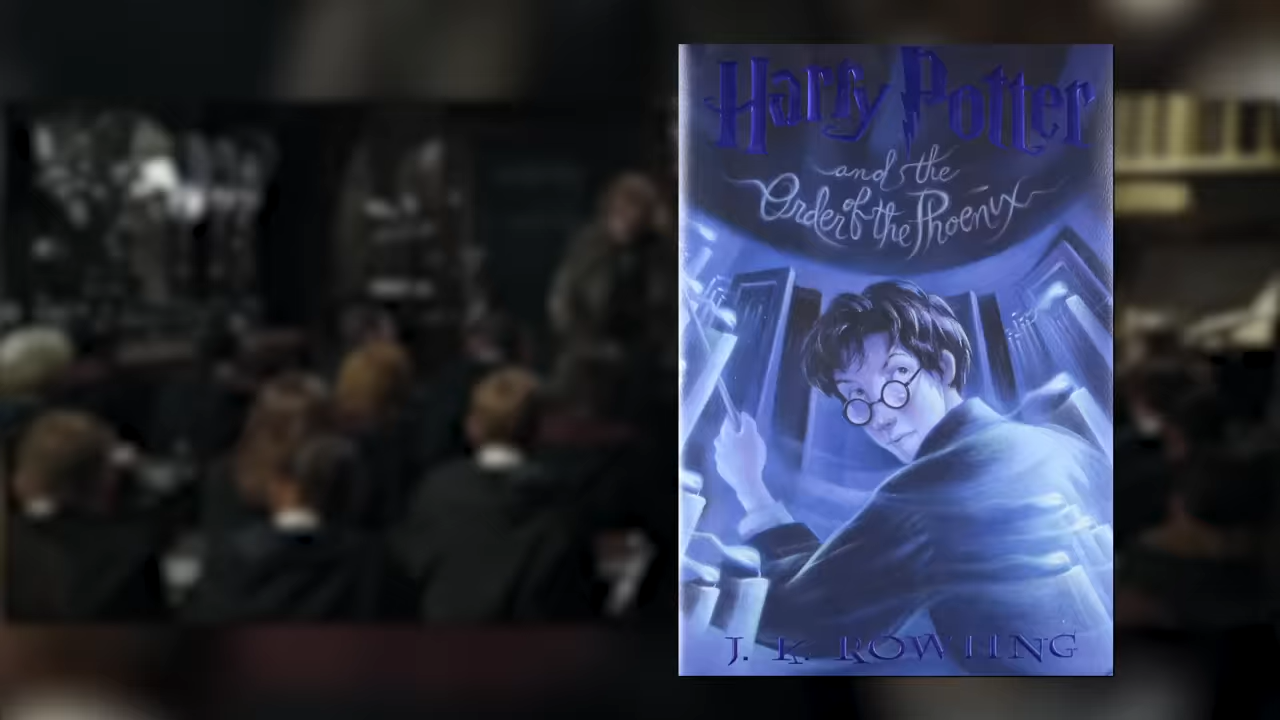 Harry Potter
and the
Order of the Phoenix
J. K. ROWLING